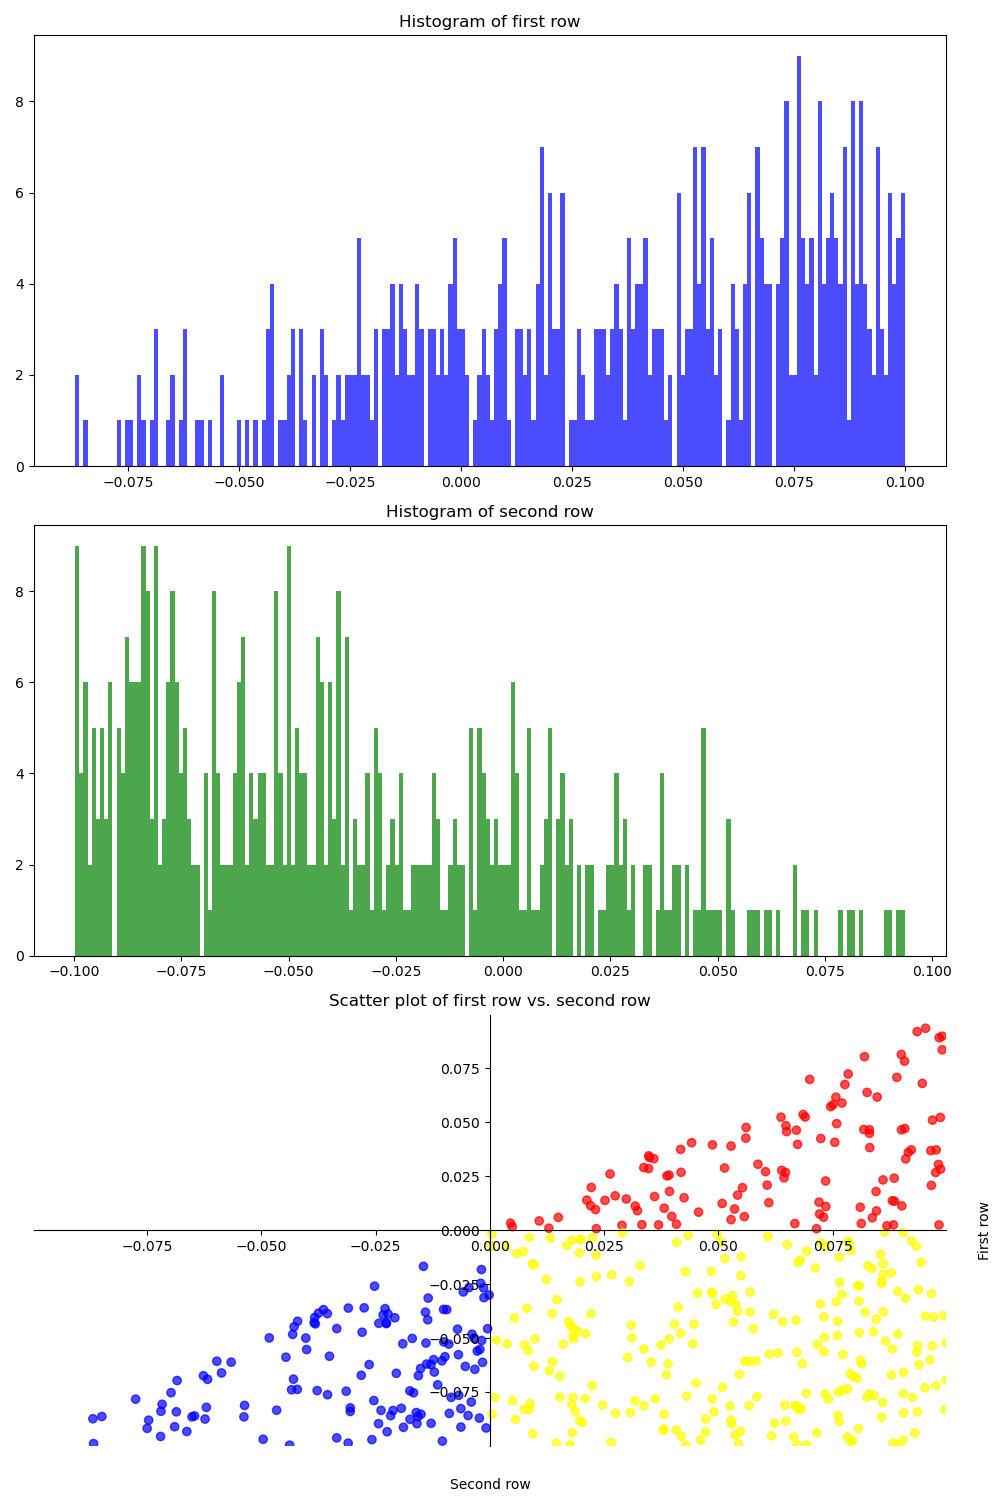 Histogram of first row
8
6
4
2
0
−0.075 −0.050 −0.025 0.000 0.025 0.050 0.075 0.100
Histogram of second row
8
6
4
2
0
−0.100 −0.075 −0.050 −0.025 0.000 0.025 0.050 0.075 0.100
Scatter plot of first row vs. second row
0.075
0.050
0.025
0.000
−0.075 −0.050 −0.025 0.000 0.025 0.050 0.075
−0.025
−0.050
−0.075
First row
Second row